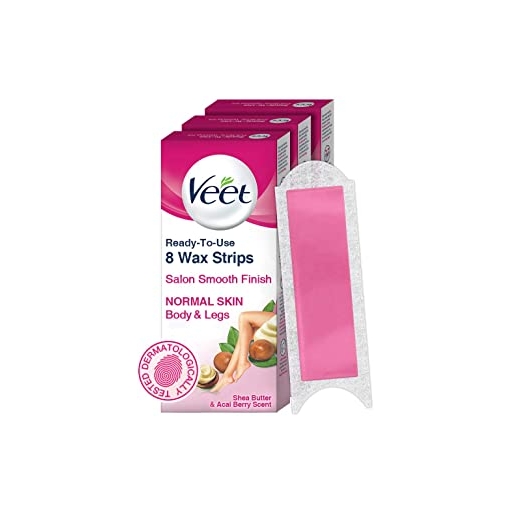 Veet
Ready-To-Use
8 Wax Strips
Salon Smooth Finish
NORMAL SKIN
Body & Legs
Shea Butter
& Acai Berry Scent
DERMATOLOGICALLY
TESTED